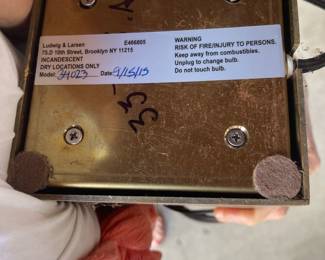 Ludwig & Larsen E466605
75.D 10th Street, Brooklyn NY 11215
INCANDESCENT
DRY LOCATIONS ONLY
Model: 34023 Date: 9/15/15
WARNING
RISK OF FIRE/INJURY TO PERSONS.
Keep away from combustibles.
Unplug to change bulb.
Do not touch bulb.